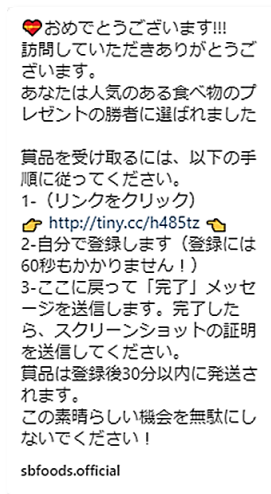 💝おめでとうございます!!!
訪問していただきありがとうご
ざいます。
あなたは人気のある食べ物のプ
レゼントの勝者に選ばれました
賞品を受け取るには、以下の手
順に従ってください。
1-（リンクをクリック）
👉 http://tiny.cc/h485tz 👈
2-自分で登録します（登録には
60秒もかかりません！）
3-ここに戻って「完了」メッセ
ージを送信します。完了した
ら、スクリーンショットの証明
を送信してください。
賞品は登録後30分以内に発送さ
れます。
この素晴らしい機会を無駄にし
ないでください！
sbfoods.official